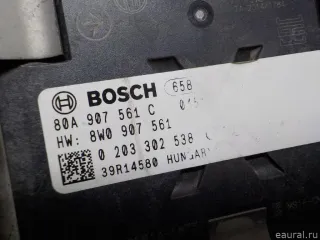 BOSCH 658
80A 907 561 C
HW: 8W0 907 561
0 203 302 538
39R14580 HUNGARY
eaural.ru